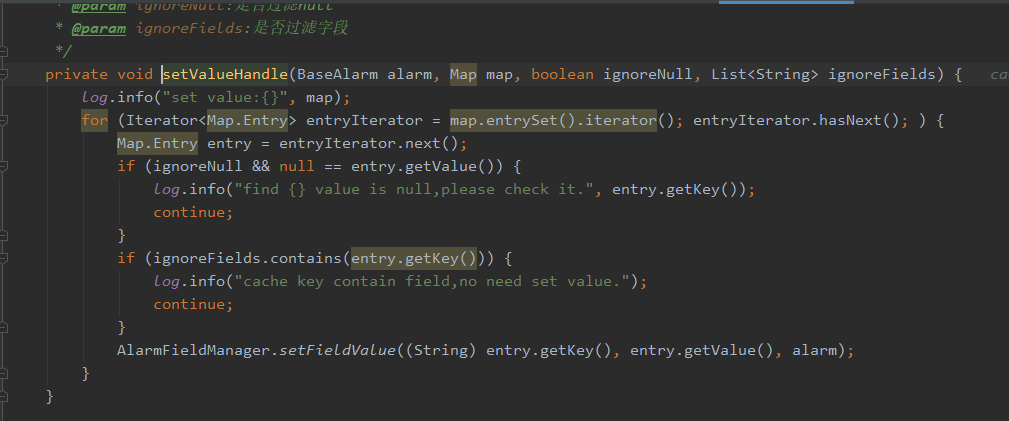 * @param ignoreNull:是否过滤null
* @param ignoreFields:是否过滤字段
*/
private void setValueHandle(BaseAlarm alarm, Map map, boolean ignoreNull, List<String> ignoreFields) { ca
log.info("set value:{}", map);
for (Iterator<Map.Entry> entryIterator = map.entrySet().iterator(); entryIterator.hasNext(); ) {
Map.Entry entry = entryIterator.next();
if (ignoreNull && null == entry.getValue()) {
log.info("find {} value is null,please check it.", entry.getKey());
continue;
}
if (ignoreFields.contains(entry.getKey())) {
log.info("cache key contain field,no need set value.");
continue;
}
AlarmFieldManager.setFieldValue((String) entry.getKey(), entry.getValue(), alarm);
}
}